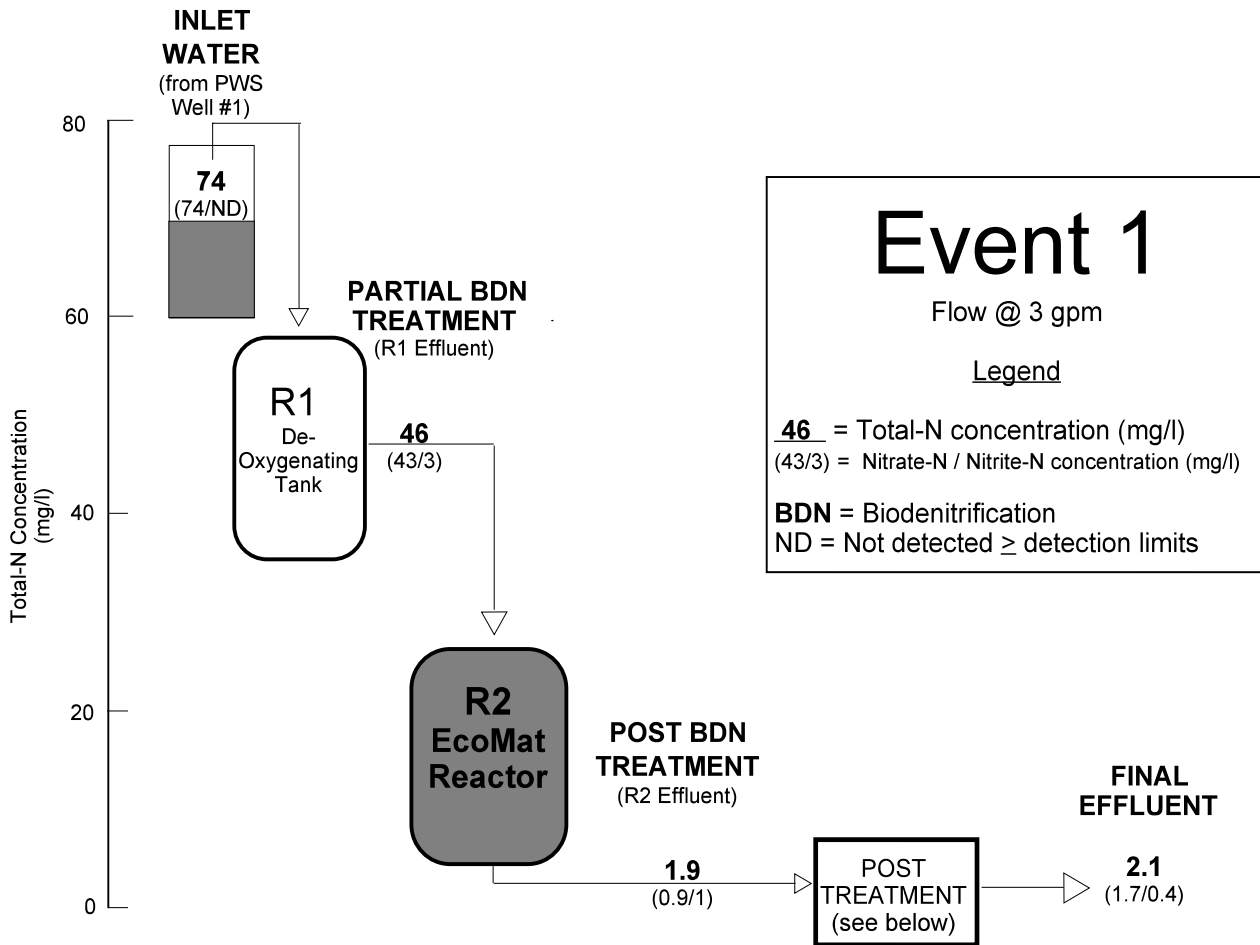 INLET
WATER
(from PWS
Well #1)
80
74
(74/ND)
60
PARTIAL BDN
TREATMENT
(R1 Effluent)
R1
De-
Oxygenating
Tank
46
(43/3)
Total-N Concentration
(mg/l)
40
20
0
R2
EcoMat
Reactor
POST BDN
TREATMENT
(R2 Effluent)
1.9
(0.9/1)
POST
TREATMENT
(see below)
FINAL
EFFLUENT
2.1
(1.7/0.4)
Event 1
Flow @ 3 gpm
Legend
46 = Total-N concentration (mg/l)
(43/3) = Nitrate-N / Nitrite-N concentration (mg/l)
BDN = Biodenitrification
ND = Not detected ≥ detection limits